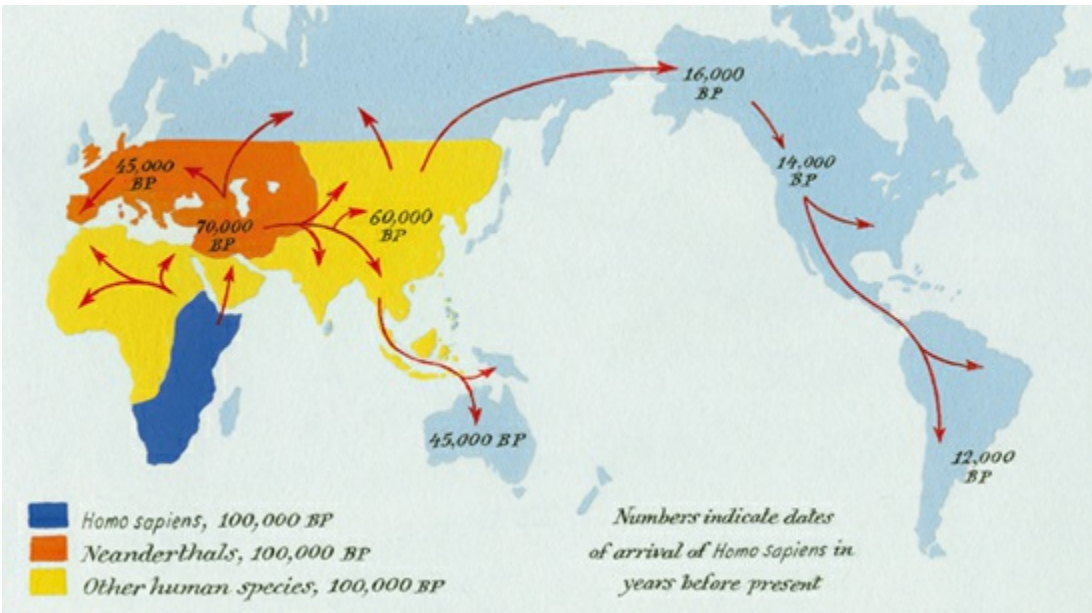 16,000
BP
45,000
BP
14,000
BP
70,000
BP
60,000
BP
45,000 BP
12,000
BP
Homo sapiens, 100,000 BP
Neanderthals, 100,000 BP
Other human species, 100,000 BP
Numbers indicate dates
of arrival of Homo sapiens in
years before present